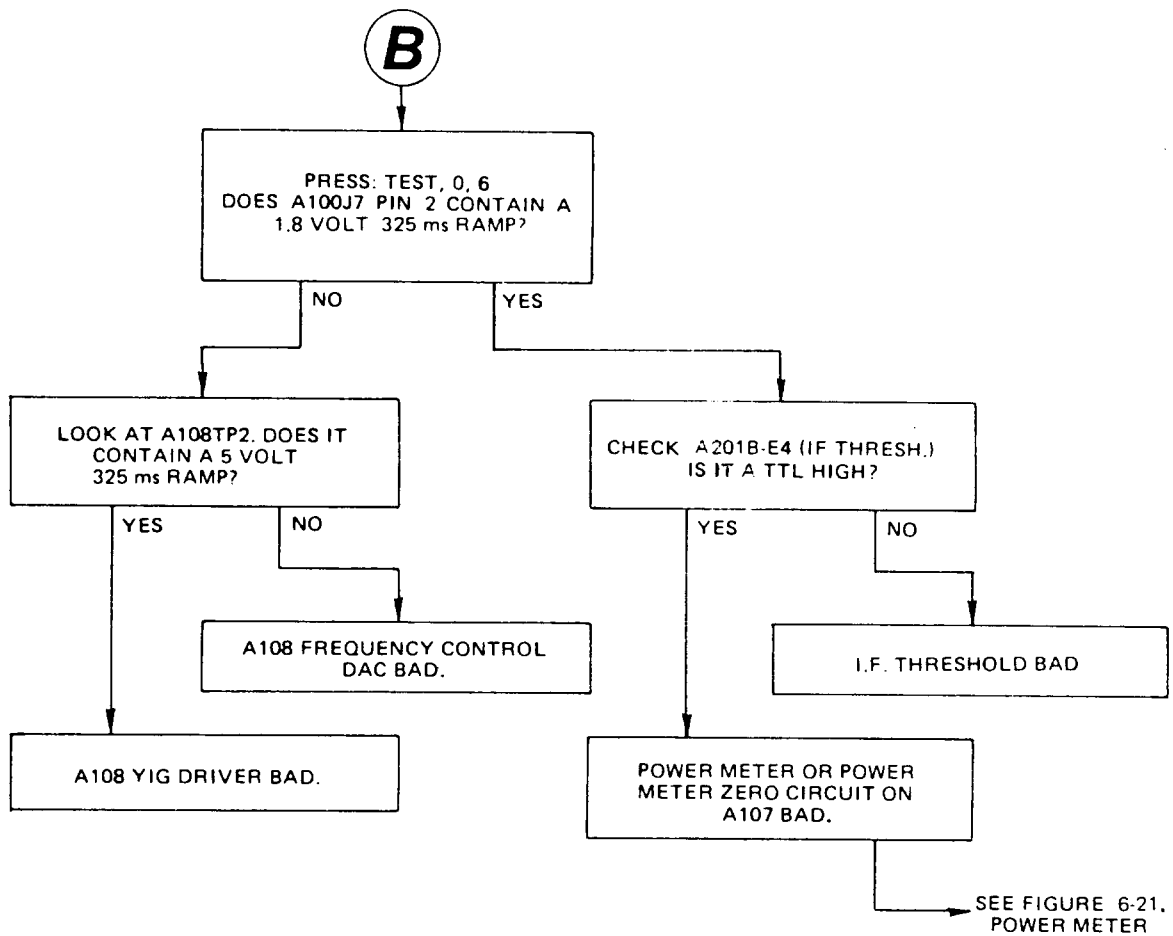 B
PRESS: TEST, 0, 6
DOES A100J7 PIN 2 CONTAIN A
1.8 VOLT 325 ms RAMP?
NO
YES
LOOK AT A108TP2. DOES IT
CONTAIN A 5 VOLT
325 ms RAMP?
CHECK A201B-E4 (IF THRESH.)
IS IT A TTL HIGH?
YES
NO
YES
NO
A108 FREQUENCY CONTROL
DAC BAD.
I.F. THRESHOLD BAD
A108 YIG DRIVER BAD.
POWER METER OR POWER
METER ZERO CIRCUIT ON
A107 BAD.
SEE FIGURE 6-21.
POWER METER